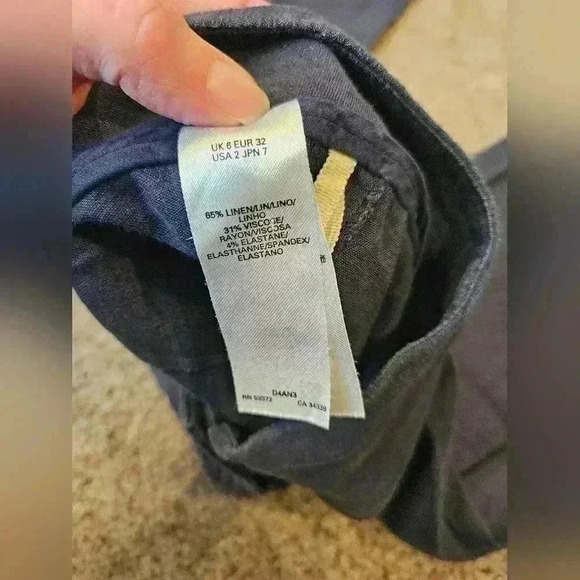 UK 6 EUR 32
USA 2 JPN 7
65% LINEN/LIN/LINO/
LINHO
31% VISCOSE/
RAYON/VISCOSA
4% ELASTANE/
ELASTHANNE/SPANDEX/
ELASTANO
D4AN3
RN 53372 CA 34338